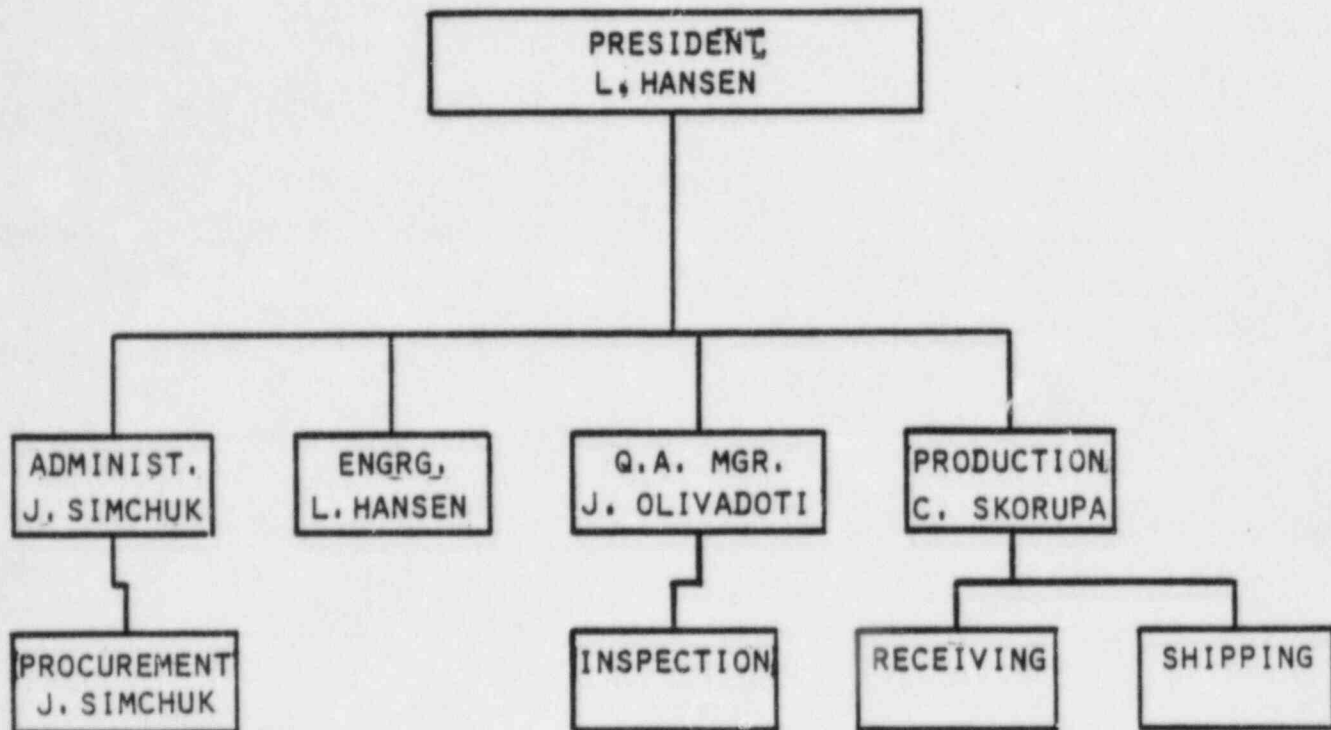 PRESIDENT
L. HANSEN
ADMINIST.
J. SIMCHUK
ENGRG.
L. HANSEN
Q.A. MGR.
J. OLIVADOTI
PRODUCTION
C. SKORUPA
PROCUREMENT
J. SIMCHUK
INSPECTION
RECEIVING
SHIPPING